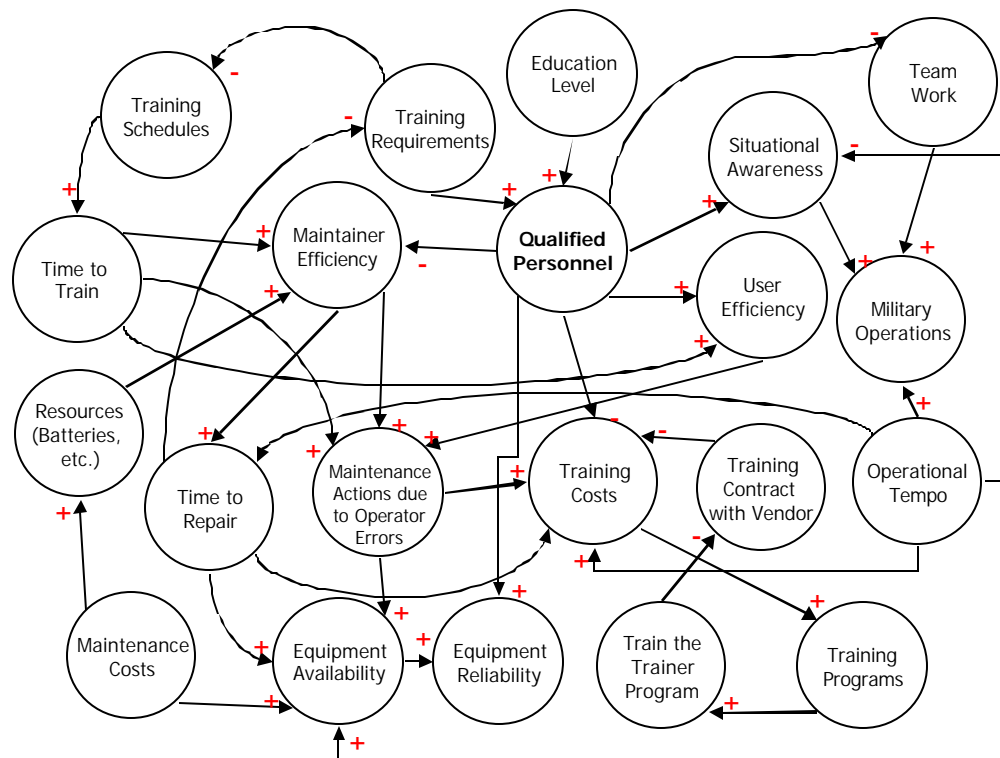 Education
Level
Team
Work
Training
Schedules
Training
Requirements
Situational
Awareness
Time to
Train
Maintainer
Efficiency
Qualified
Personnel
User
Efficiency
Military
Operations
Resources
(Batteries,
etc.)
Time to
Repair
Maintenance
Actions due
to Operator
Errors
Training
Costs
Training
Contract
with Vendor
Operational
Tempo
Maintenance
Costs
Equipment
Availability
Equipment
Reliability
Train the
Trainer
Program
Training
Programs